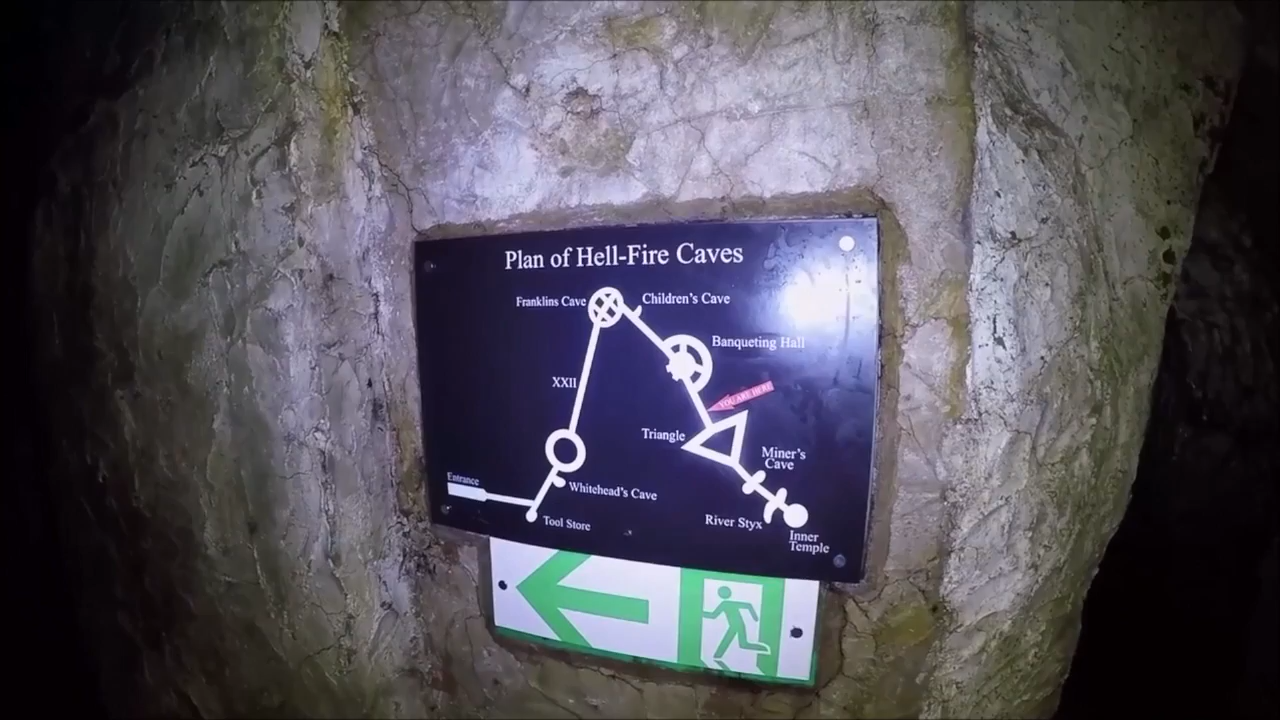 Plan of Hell-Fire Caves
Franklins Cave
Children's Cave
Banqueting Hall
XXII
YOU ARE HERE
Triangle
Miner's
Cave
Entrance
Whitehead's Cave
Tool Store
River Styx
Inner
Temple